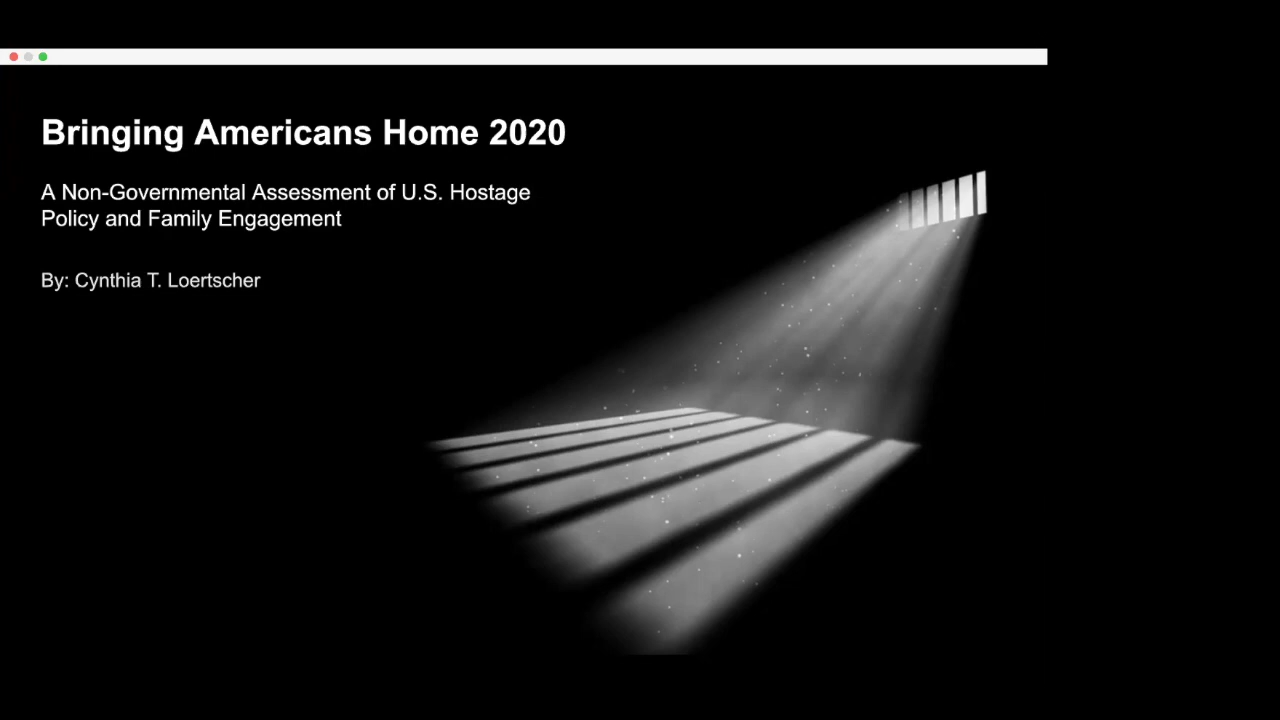 Bringing Americans Home 2020
A Non-Governmental Assessment of U.S. Hostage
Policy and Family Engagement
By: Cynthia T. Loertscher